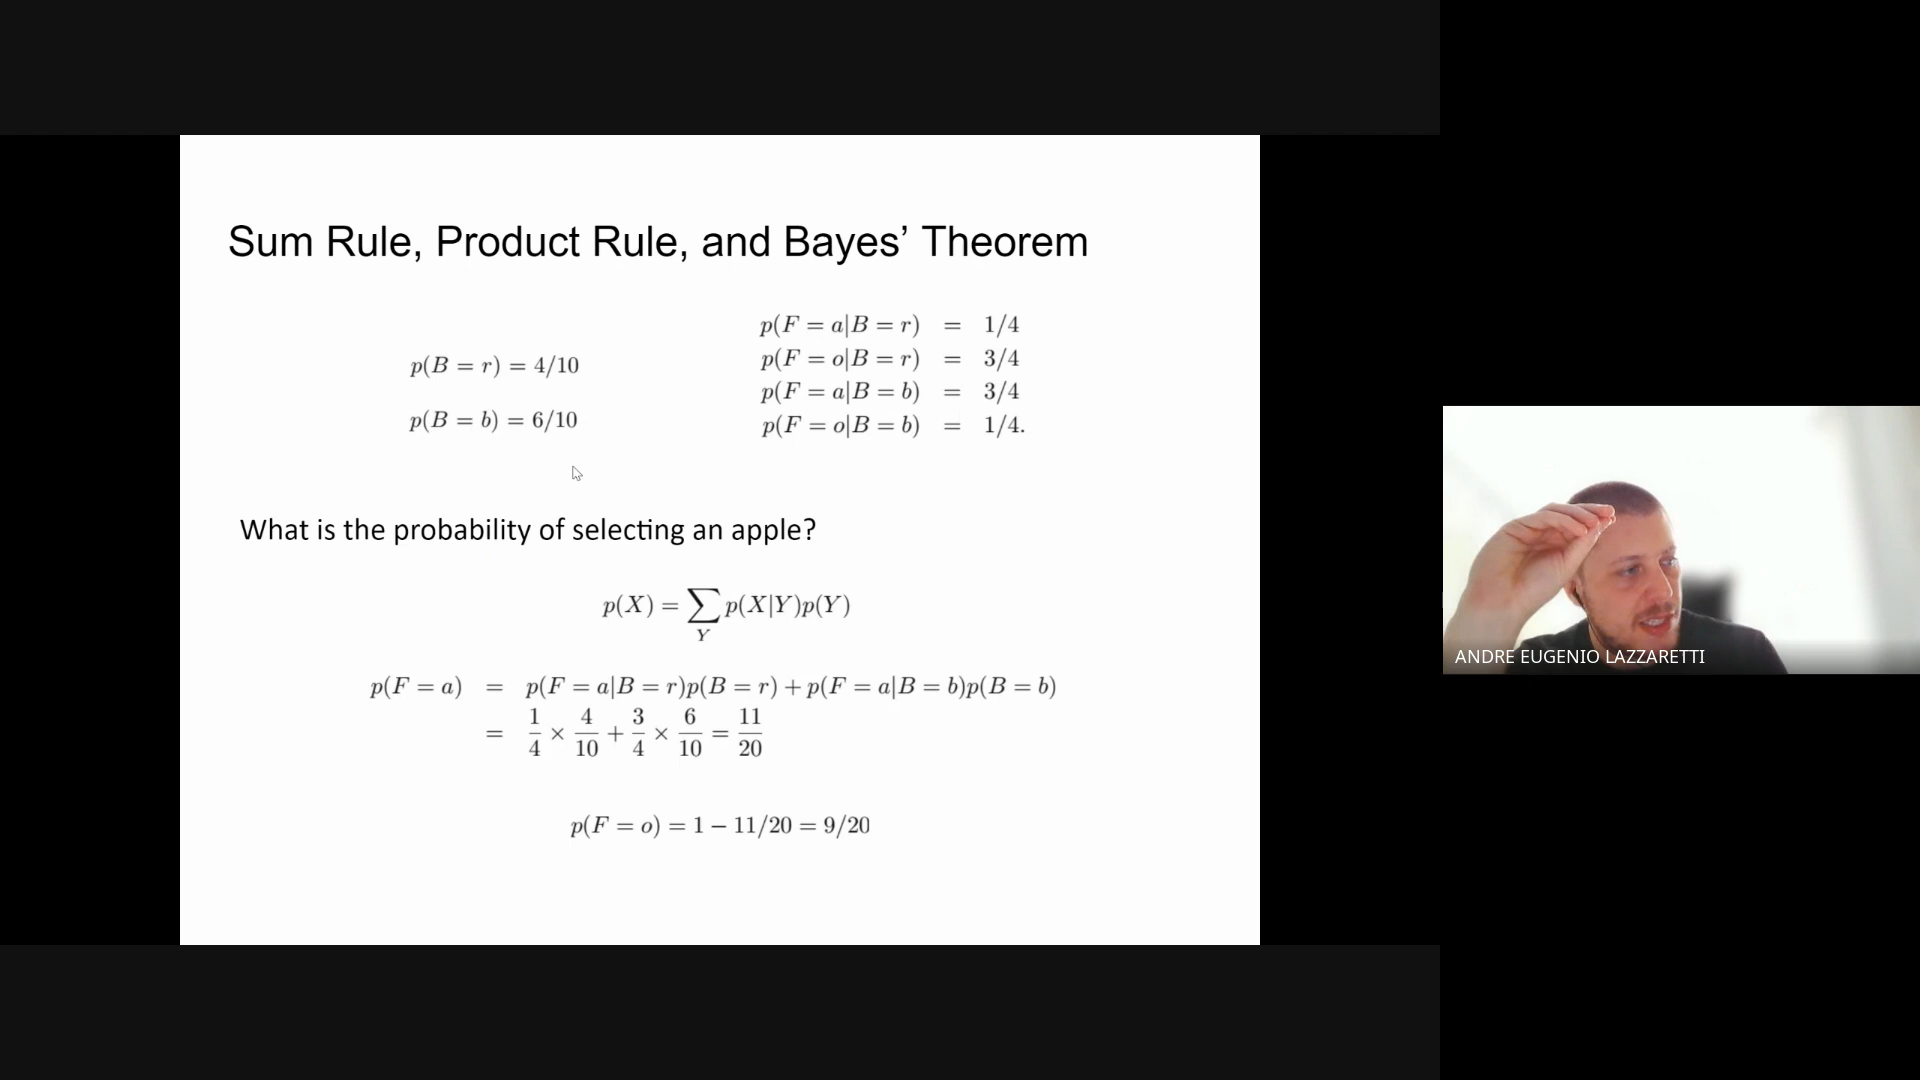 Sum Rule, Product Rule, and Bayes’ Theorem
p(B = r) = 4/10
p(B = b) = 6/10
p(F = a|B = r) = 1/4
p(F = o|B = r) = 3/4
p(F = a|B = b) = 3/4
p(F = o|B = b) = 1/4.
What is the probability of selecting an apple?
p(X) = ∑_Y p(X|Y)p(Y)
p(F = a) = p(F = a|B = r)p(B = r) + p(F = a|B = b)p(B = b)
= 1/4 × 4/10 + 3/4 × 6/10 = 11/20
p(F = o) = 1 − 11/20 = 9/20
ANDRE EUGENIO LAZZARETTI